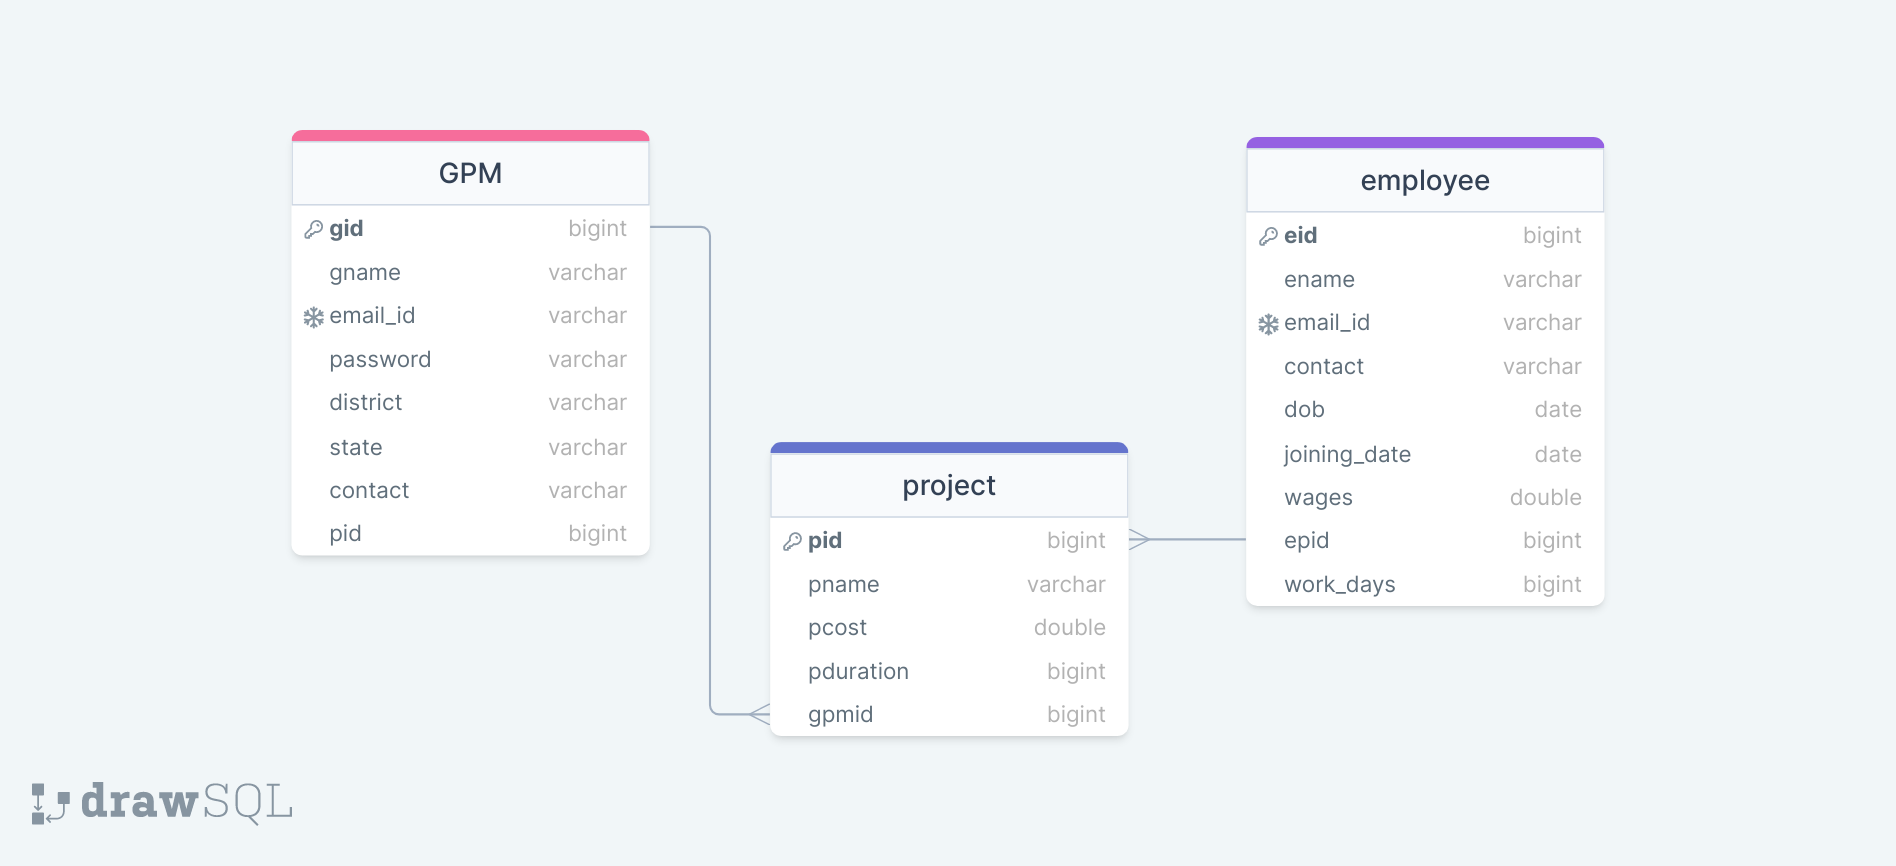 GPM
gid bigint
gname varchar
email_id varchar
password varchar
district varchar
state varchar
contact varchar
pid bigint
project
pid bigint
pname varchar
pcost double
pduration bigint
gpmid bigint
employee
eid bigint
ename varchar
email_id varchar
contact varchar
dob date
joining_date date
wages double
epid bigint
work_days bigint
drawSQL